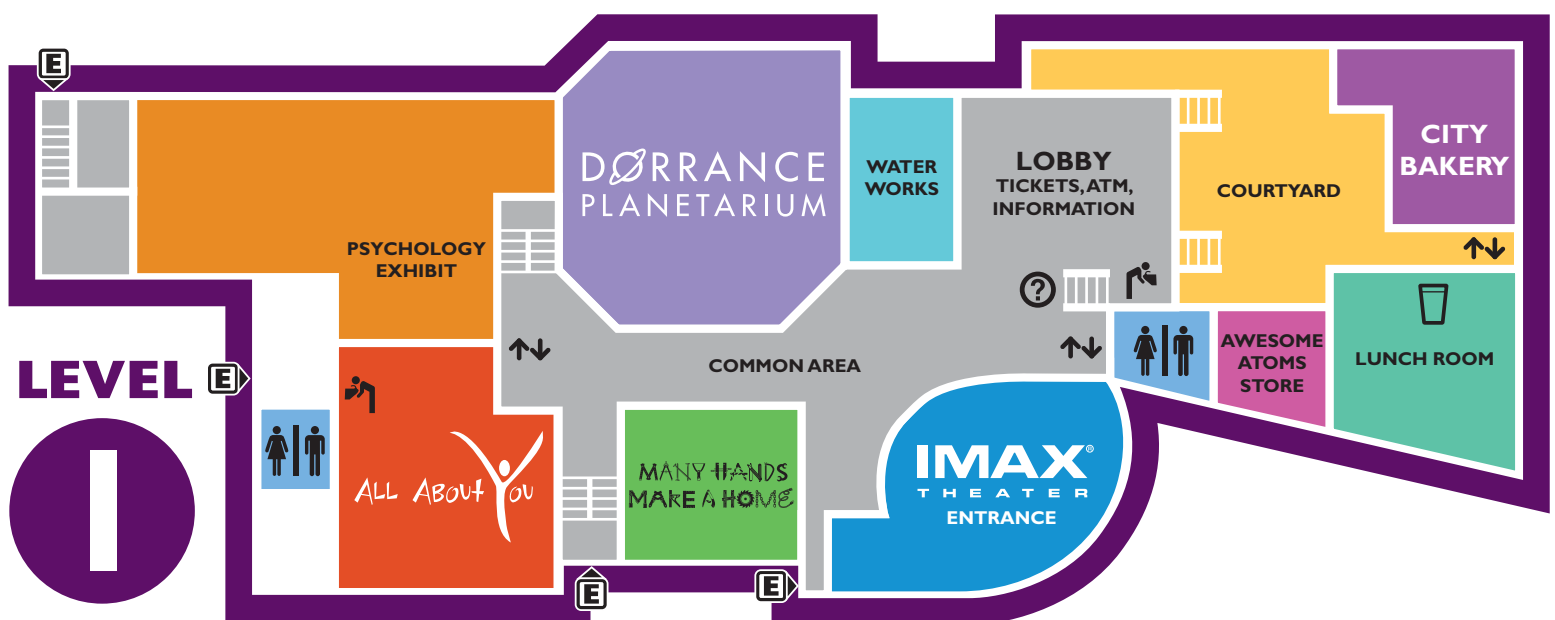 E
DORRANCE
PLANETARIUM
WATER
WORKS
LOBBY
TICKETS, ATM,
INFORMATION
COURTYARD
CITY
BAKERY
PSYCHOLOGY
EXHIBIT
?
LEVEL
1
E
COMMON AREA
AWESOME
ATOMS
STORE
LUNCH ROOM
ALL ABOUT YOU
MANY HANDS
MAKE A HOME
IMAX®
THEATER
ENTRANCE
E
E